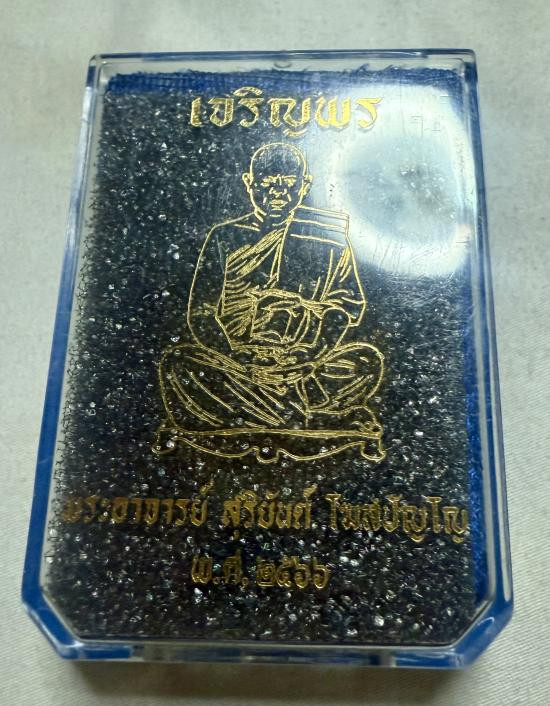 เจริญพร
พระอาจารย์ สุริยันต์ โฆสปัญโญ
พ.ศ. ๒๕๖๖